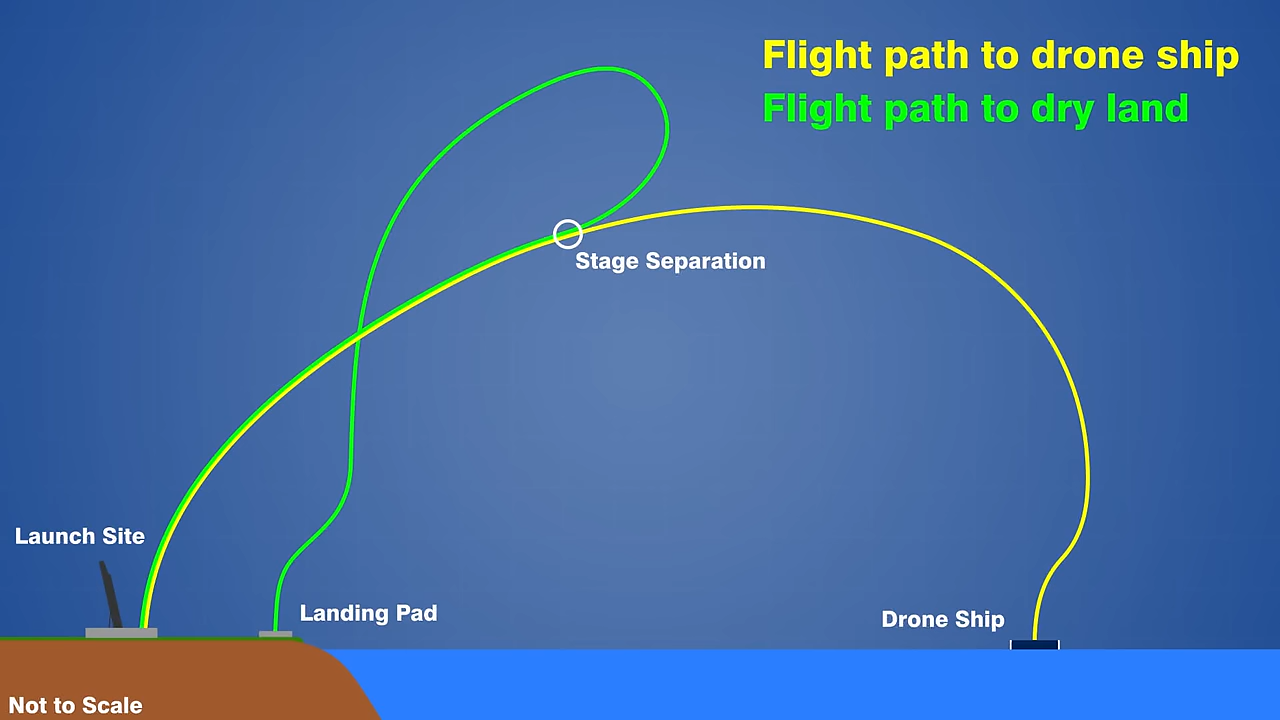 Flight path to drone ship
Flight path to dry land
Stage Separation
Launch Site
Landing Pad
Drone Ship
Not to Scale